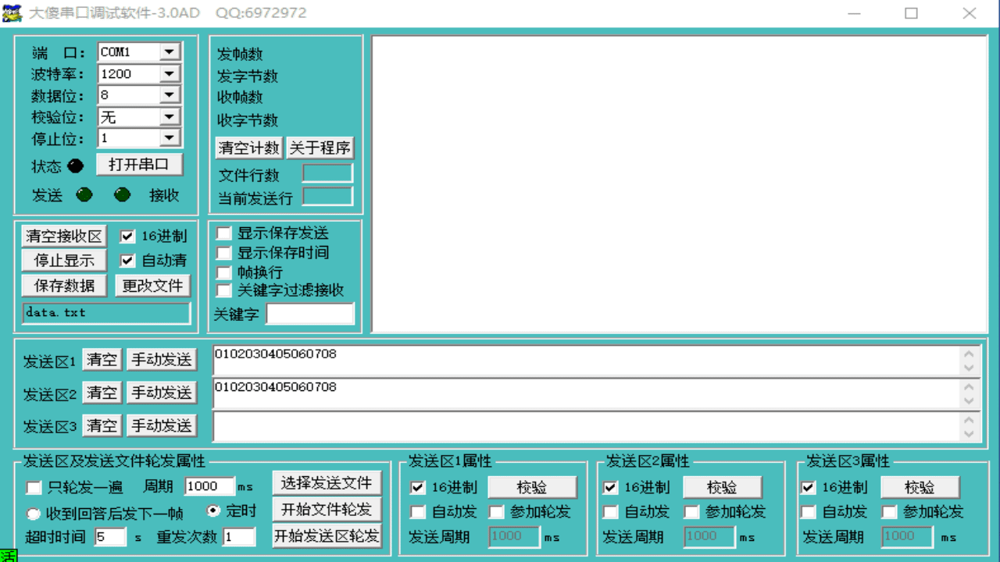 大傻串口调试软件-3.0AD QQ:6972972
端 口: COM1
波特率: 1200
数据位: 8
校验位: 无
停止位: 1
状态 打开串口
发送 接收
发帧数
发字节数
收帧数
收字节数
清空计数 关于程序
文件行数
当前发送行
清空接收区 16进制
停止显示 自动清
保存数据 更改文件
data.txt
显示保存发送
显示保存时间
帧换行
关键字过滤接收
关键字
发送区1 清空 手动发送 0102030405060708
发送区2 清空 手动发送 0102030405060708
发送区3 清空 手动发送
发送区及发送文件轮发属性
只轮发一遍 周期 1000 ms 选择发送文件
收到回答后发下一帧 定时 开始文件轮发
超时时间 5 s 重发次数 1 开始发送区轮发
发送区1属性
16进制 校验
自动发 参加轮发
发送周期 1000 ms
发送区2属性
16进制 校验
自动发 参加轮发
发送周期 1000 ms
发送区3属性
16进制 校验
自动发 参加轮发
发送周期 1000 ms
活